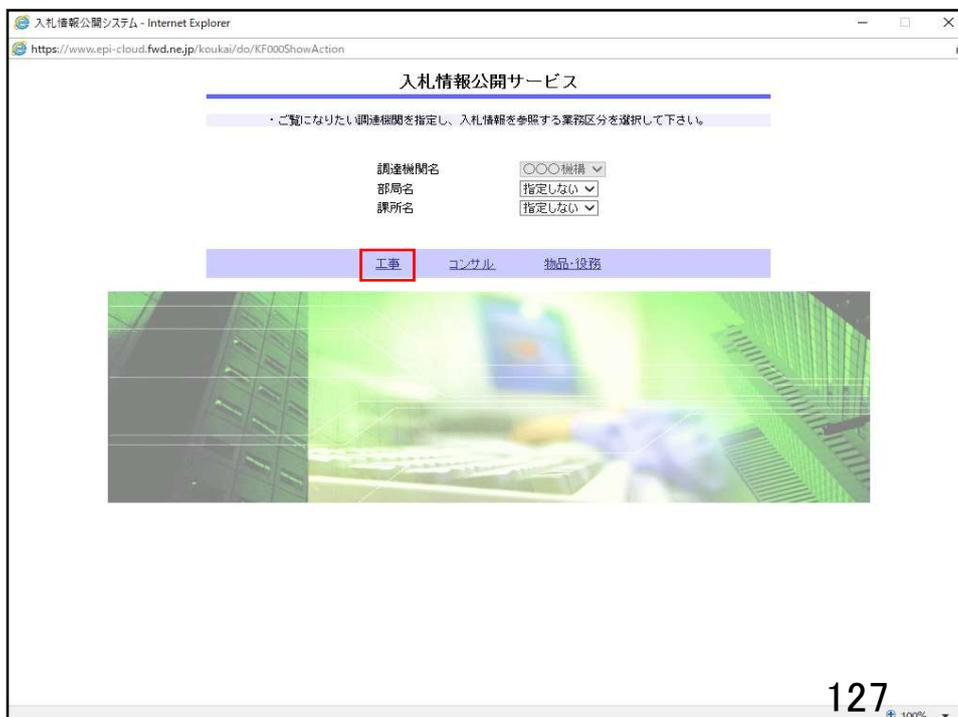 入札情報公開システム - Internet Explorer
https://www.epi-cloud.fwd.ne.jp/koukai/do/KF000ShowAction
入札情報公開サービス
・ご覧になりたい調達機関を指定し、入札情報を参照する業務区分を選択して下さい。
調達機関名 〇〇〇機構
部局名 指定しない
課所名 指定しない
工事 コンサル 物品・役務
127
100%